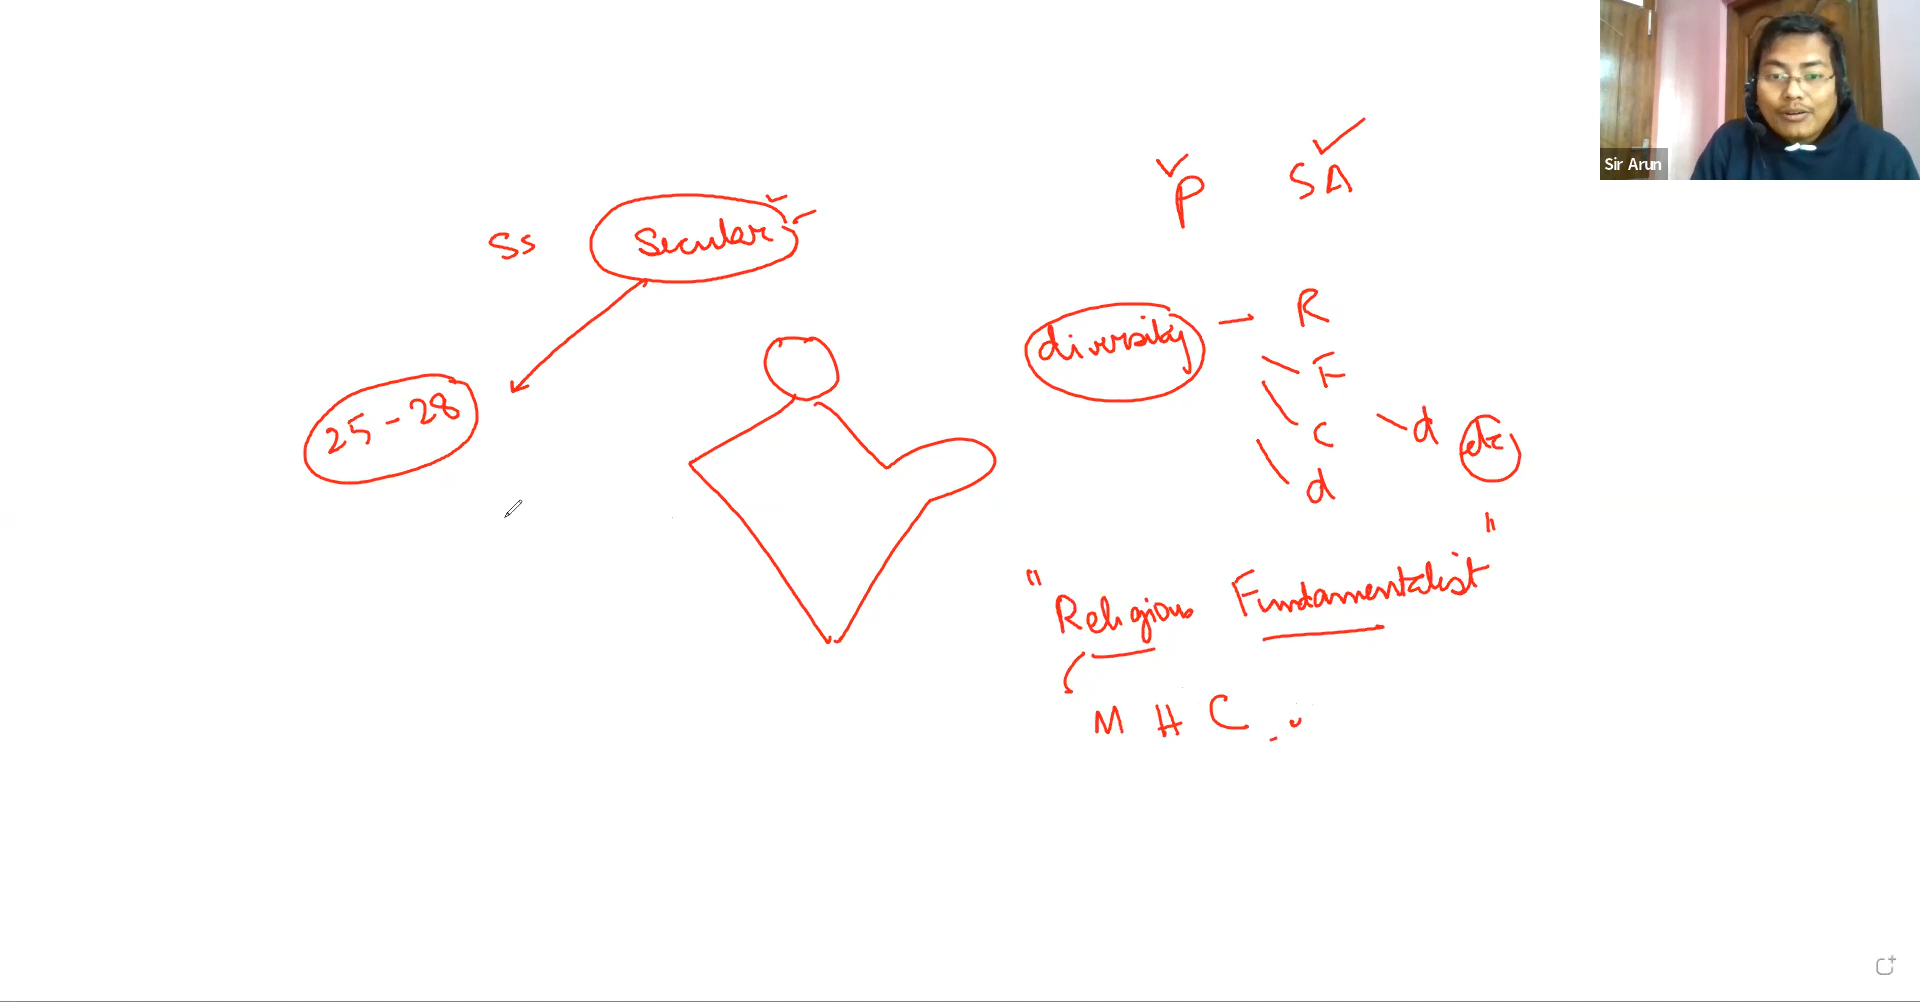 Sir Arun
P SA
Ss Secular
diversity R
F
25-28
C d etc
d
"Religious Fundamentalist"
M H C